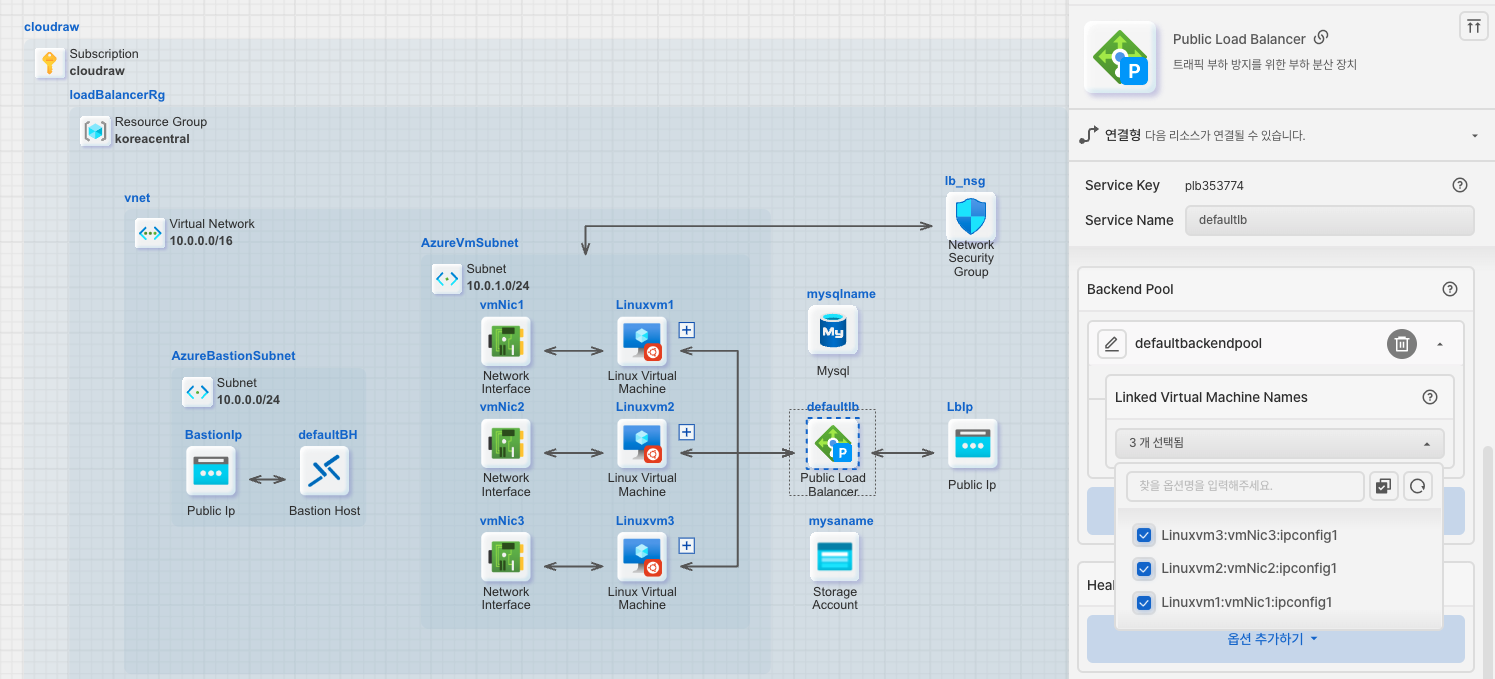 cloudraw
Subscription
cloudraw
loadBalancerRg
Resource Group
koreacentral
vnet
Virtual Network
10.0.0.0/16
AzureBastionSubnet
Subnet
10.0.0.0/24
BastionIp
Public Ip
defaultBH
Bastion Host
AzureVmSubnet
Subnet
10.0.1.0/24
vmNic1
Network
Interface
Linuxvm1
Linux Virtual
Machine
vmNic2
Network
Interface
Linuxvm2
Linux Virtual
Machine
vmNic3
Network
Interface
Linuxvm3
Linux Virtual
Machine
lb_nsg
Network
Security
Group
mysqlname
My
Mysql
defaultlb
P
Public Load
Balancer
LbIp
Public Ip
mysaname
Storage
Account
P
Public Load Balancer
트래픽 부하 방지를 위한 부하 분산 장치
연결형 다음 리소스가 연결될 수 있습니다.
Service Key plb353774
Service Name defaultlb
Backend Pool
defaultbackendpool
Linked Virtual Machine Names
3 개 선택됨
찾을 옵션명을 입력해주세요.
Linuxvm3:vmNic3:ipconfig1
Linuxvm2:vmNic2:ipconfig1
Linuxvm1:vmNic1:ipconfig1
Heal
옵션 추가하기